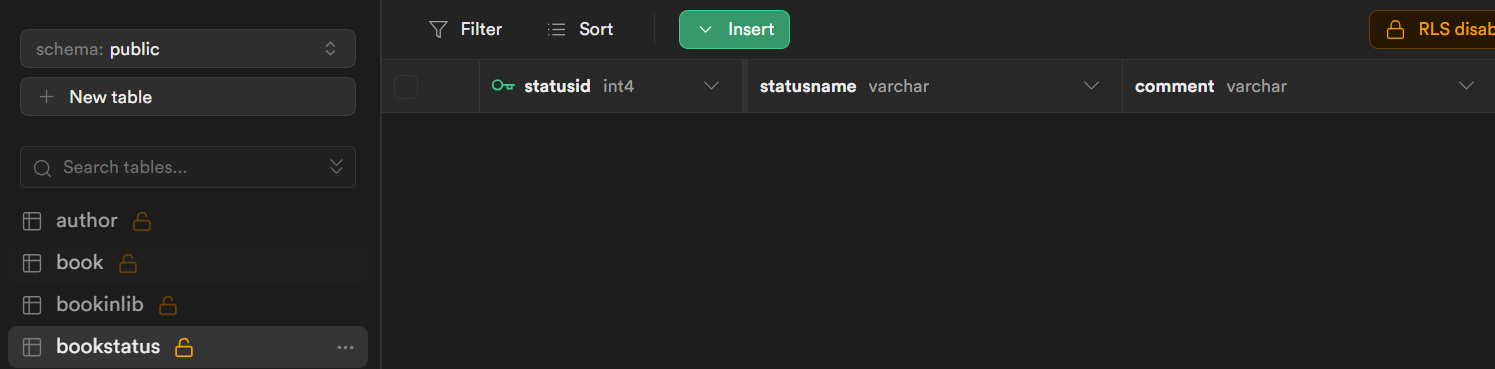 schema: public
New table
Search tables...
author
book
bookinlib
bookstatus
Filter Sort Insert RLS disab
statusid int4 statusname varchar comment varchar